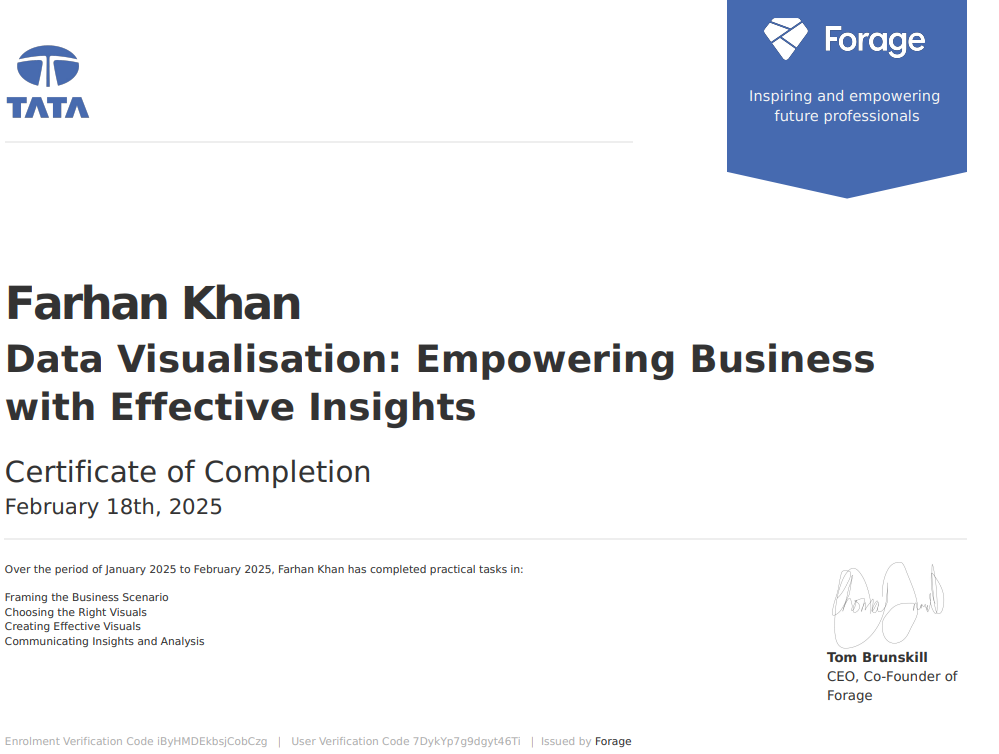 TATA
Forage
Inspiring and empowering
future professionals
Farhan Khan
Data Visualisation: Empowering Business
with Effective Insights
Certificate of Completion
February 18th, 2025
Over the period of January 2025 to February 2025, Farhan Khan has completed practical tasks in:
Framing the Business Scenario
Choosing the Right Visuals
Creating Effective Visuals
Communicating Insights and Analysis
Tom Brunskill
CEO, Co-Founder of
Forage
Enrolment Verification Code iByHMDEkbsjCobCzg | User Verification Code 7DykYp7g9dgyt46Ti | Issued by Forage